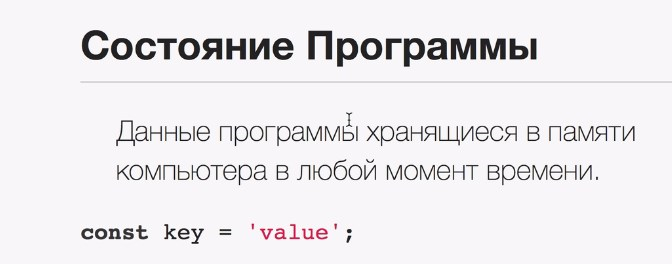 Состояние Программы
Данные программы хранящиеся в памяти
компьютера в любой момент времени.
const key = 'value';